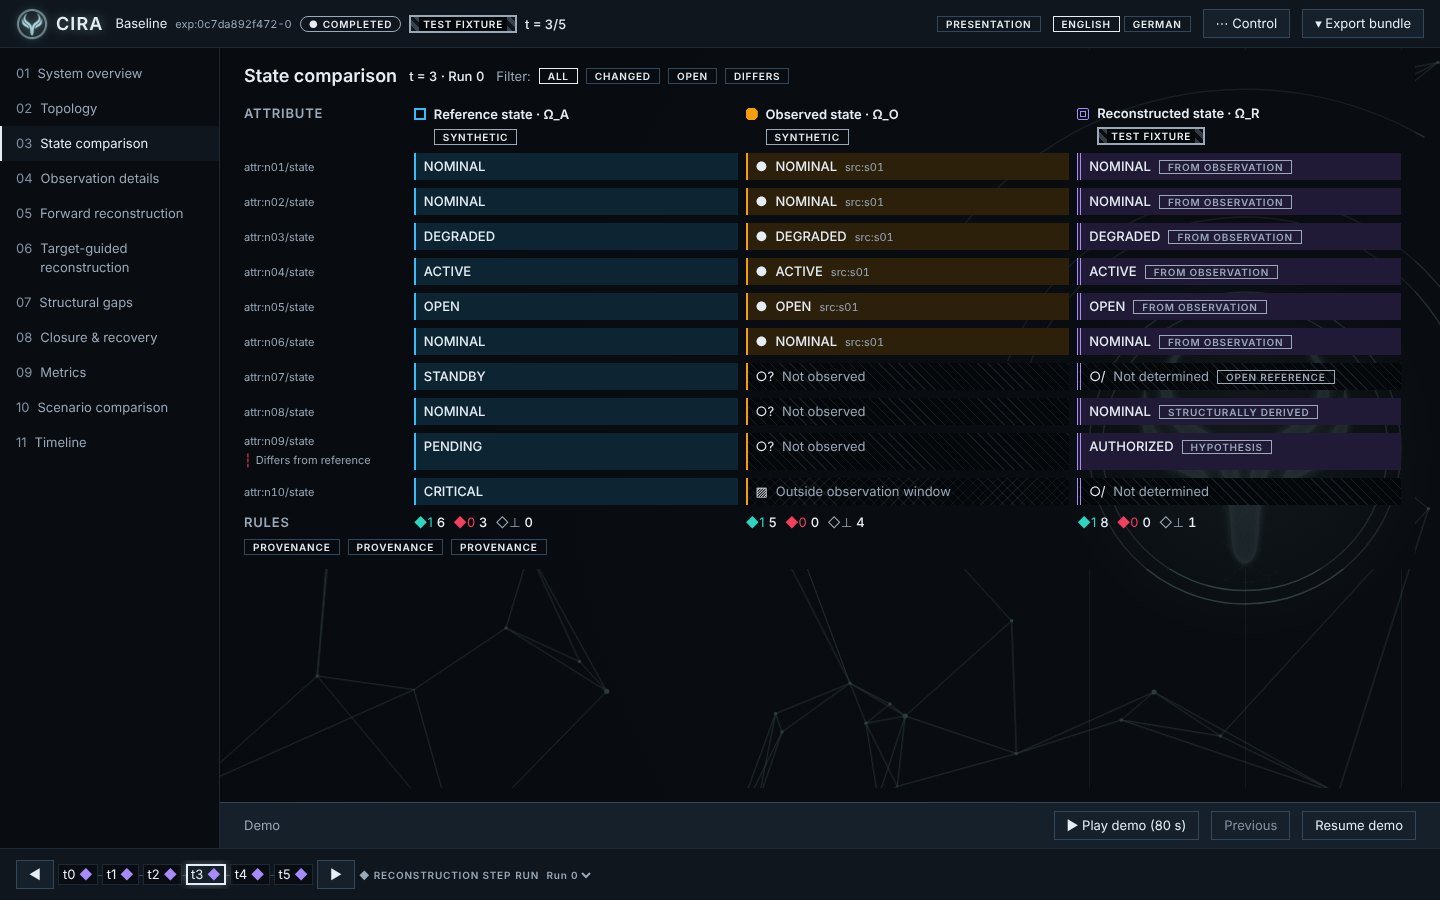 CIRA Baseline exp:0c7da892f472-0 COMPLETED TEST FIXTURE t = 3/5 PRESENTATION ENGLISH GERMAN ··· Control ▾ Export bundle
01 System overview
02 Topology
03 State comparison
04 Observation details
05 Forward reconstruction
06 Target-guided
reconstruction
07 Structural gaps
08 Closure & recovery
09 Metrics
10 Scenario comparison
11 Timeline
State comparison t = 3 · Run 0 Filter: ALL CHANGED OPEN DIFFERS
ATTRIBUTE Reference state · Ω_A Observed state · Ω_O Reconstructed state · Ω_R
SYNTHETIC SYNTHETIC TEST FIXTURE
attr:n01/state NOMINAL NOMINAL src:s01 NOMINAL FROM OBSERVATION
attr:n02/state NOMINAL NOMINAL src:s01 NOMINAL FROM OBSERVATION
attr:n03/state DEGRADED DEGRADED src:s01 DEGRADED FROM OBSERVATION
attr:n04/state ACTIVE ACTIVE src:s01 ACTIVE FROM OBSERVATION
attr:n05/state OPEN OPEN src:s01 OPEN FROM OBSERVATION
attr:n06/state NOMINAL NOMINAL src:s01 NOMINAL FROM OBSERVATION
attr:n07/state STANDBY ○? Not observed ○/ Not determined OPEN REFERENCE
attr:n08/state NOMINAL ○? Not observed NOMINAL STRUCTURALLY DERIVED
attr:n09/state PENDING ○? Not observed AUTHORIZED HYPOTHESIS
Differs from reference
attr:n10/state CRITICAL ▨ Outside observation window ○/ Not determined
RULES ◆1 6 ◆0 3 ◇⊥ 0 ◆1 5 ◆0 0 ◇⊥ 4 ◆1 8 ◆0 0 ◇⊥ 1
PROVENANCE PROVENANCE PROVENANCE
Demo ▶ Play demo (80 s) Previous Resume demo
◀ t0 ◆ t1 ◆ t2 ◆ t3 ◆ t4 ◆ t5 ◆ ▶ ◆ RECONSTRUCTION STEP RUN Run 0